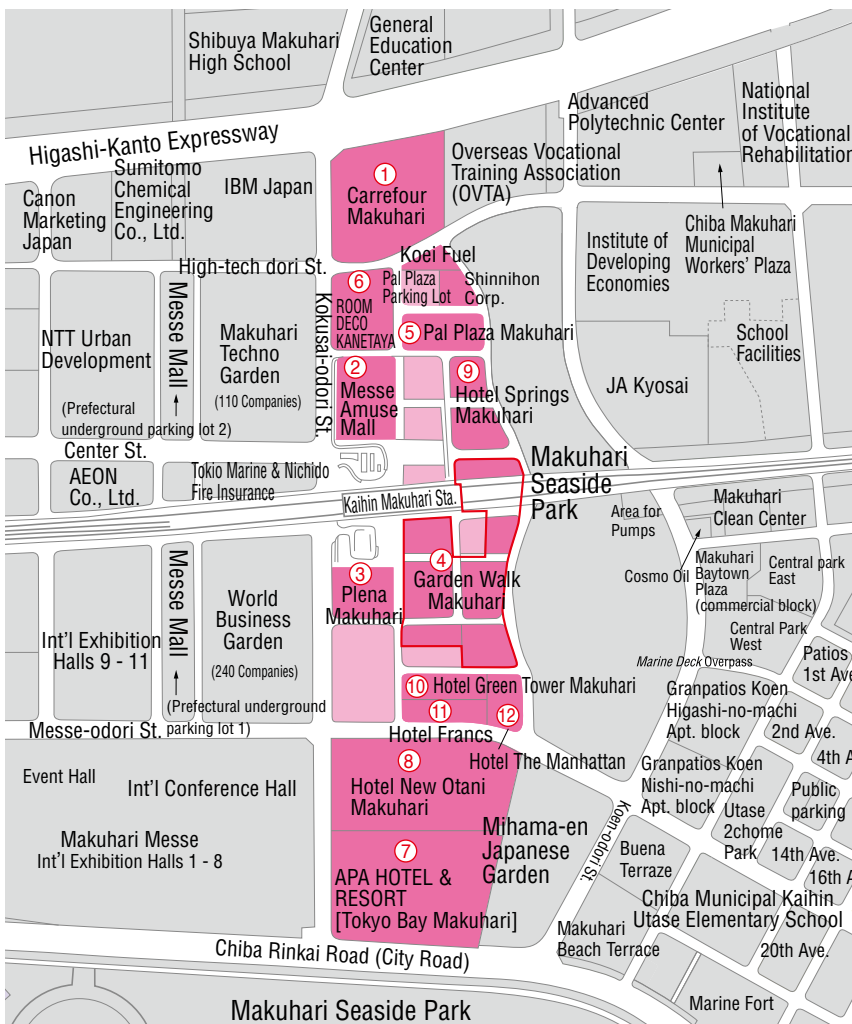 General
Education
Center
Shibuya Makuhari
High School
Higashi-Kanto Expressway
Advanced
Polytechnic Center
National
Institute
of Vocational
Rehabilitation
Canon
Marketing
Japan
Sumitomo
Chemical
Engineering
Co., Ltd.
IBM Japan
1
Carrefour
Makuhari
Overseas Vocational
Training Association
(OVTA)
Chiba Makuhari
Municipal
Workers' Plaza
Institute of
Developing
Economies
High-tech dori St.
Koei Fuel
Pal Plaza
Parking Lot
Shinnihon
Corp.
6
ROOM
DECO
KANETAYA
Kokusai-odori St.
5 Pal Plaza Makuhari
NTT Urban
Development
Messe Mall
Makuhari
Techno
Garden
(110 Companies)
(Prefectural
underground parking lot 2)
2
Messe
Amuse
Mall
9
Hotel Springs
Makuhari
JA Kyosai
School
Facilities
Center St.
AEON
Co., Ltd.
Tokio Marine & Nichido
Fire Insurance
Kaihin Makuhari Sta.
Makuhari
Seaside
Park
Area for
Pumps
Makuhari
Clean Center
Cosmo Oil
Makuhari
Baytown
Plaza
(commercial block)
Central park
East
Central Park
West
Messe Mall
World
Business
Garden
(240 Companies)
3
Plena
Makuhari
4
Garden Walk
Makuhari
Int'l Exhibition
Halls 9 - 11
(Prefectural underground
parking lot 1)
Messe-odori St.
10 Hotel Green Tower Makuhari
11
Hotel Francs
12
Hotel The Manhattan
Marine Deck Overpass
Patios
1st Ave
Granpatios Koen
Higashi-no-machi
Apt. block
2nd Ave.
4th A
Granpatios Koen
Nishi-no-machi
Apt. block
Public
parking
Utase
2chome
Park
14th Ave.
16th A
Event Hall
Int'l Conference Hall
8
Hotel New Otani
Makuhari
Makuhari Messe
Int'l Exhibition Halls 1 - 8
7
APA HOTEL &
RESORT
[Tokyo Bay Makuhari]
Mihama-en
Japanese
Garden
Koen-odori St.
Buena
Terraze
Chiba Municipal Kaihin
Utase Elementary School
Makuhari
Beach Terrace
20th Ave.
Chiba Rinkai Road (City Road)
Marine Fort
Makuhari Seaside Park